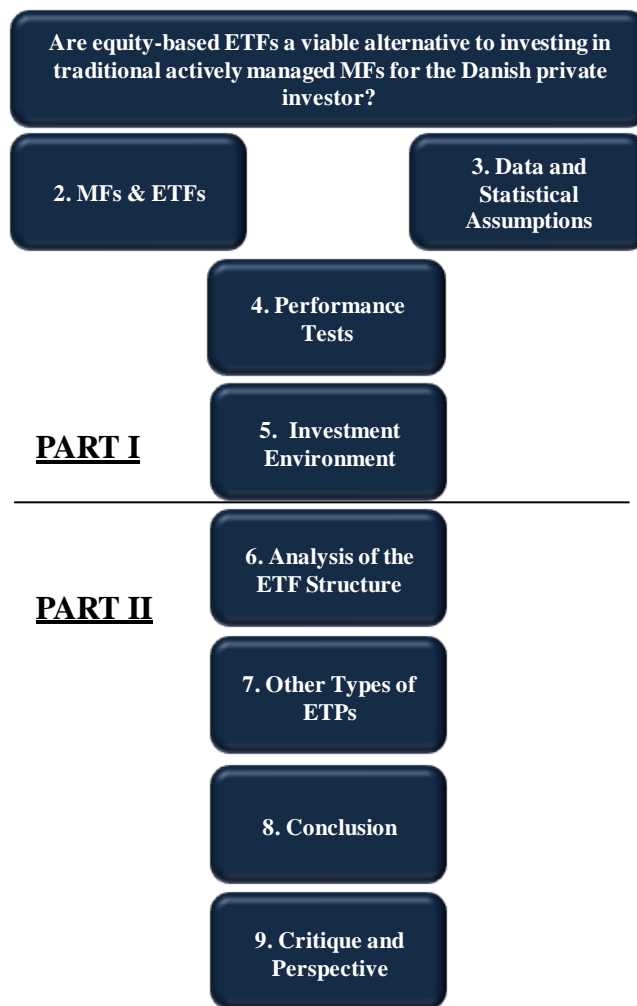 Are equity-based ETFs a viable alternative to investing in
traditional actively managed MFs for the Danish private
investor?
2. MFs & ETFs
3. Data and
Statistical
Assumptions
4. Performance
Tests
5. Investment
Environment
PART I
6. Analysis of the
ETF Structure
PART II
7. Other Types of
ETPs
8. Conclusion
9. Critique and
Perspective